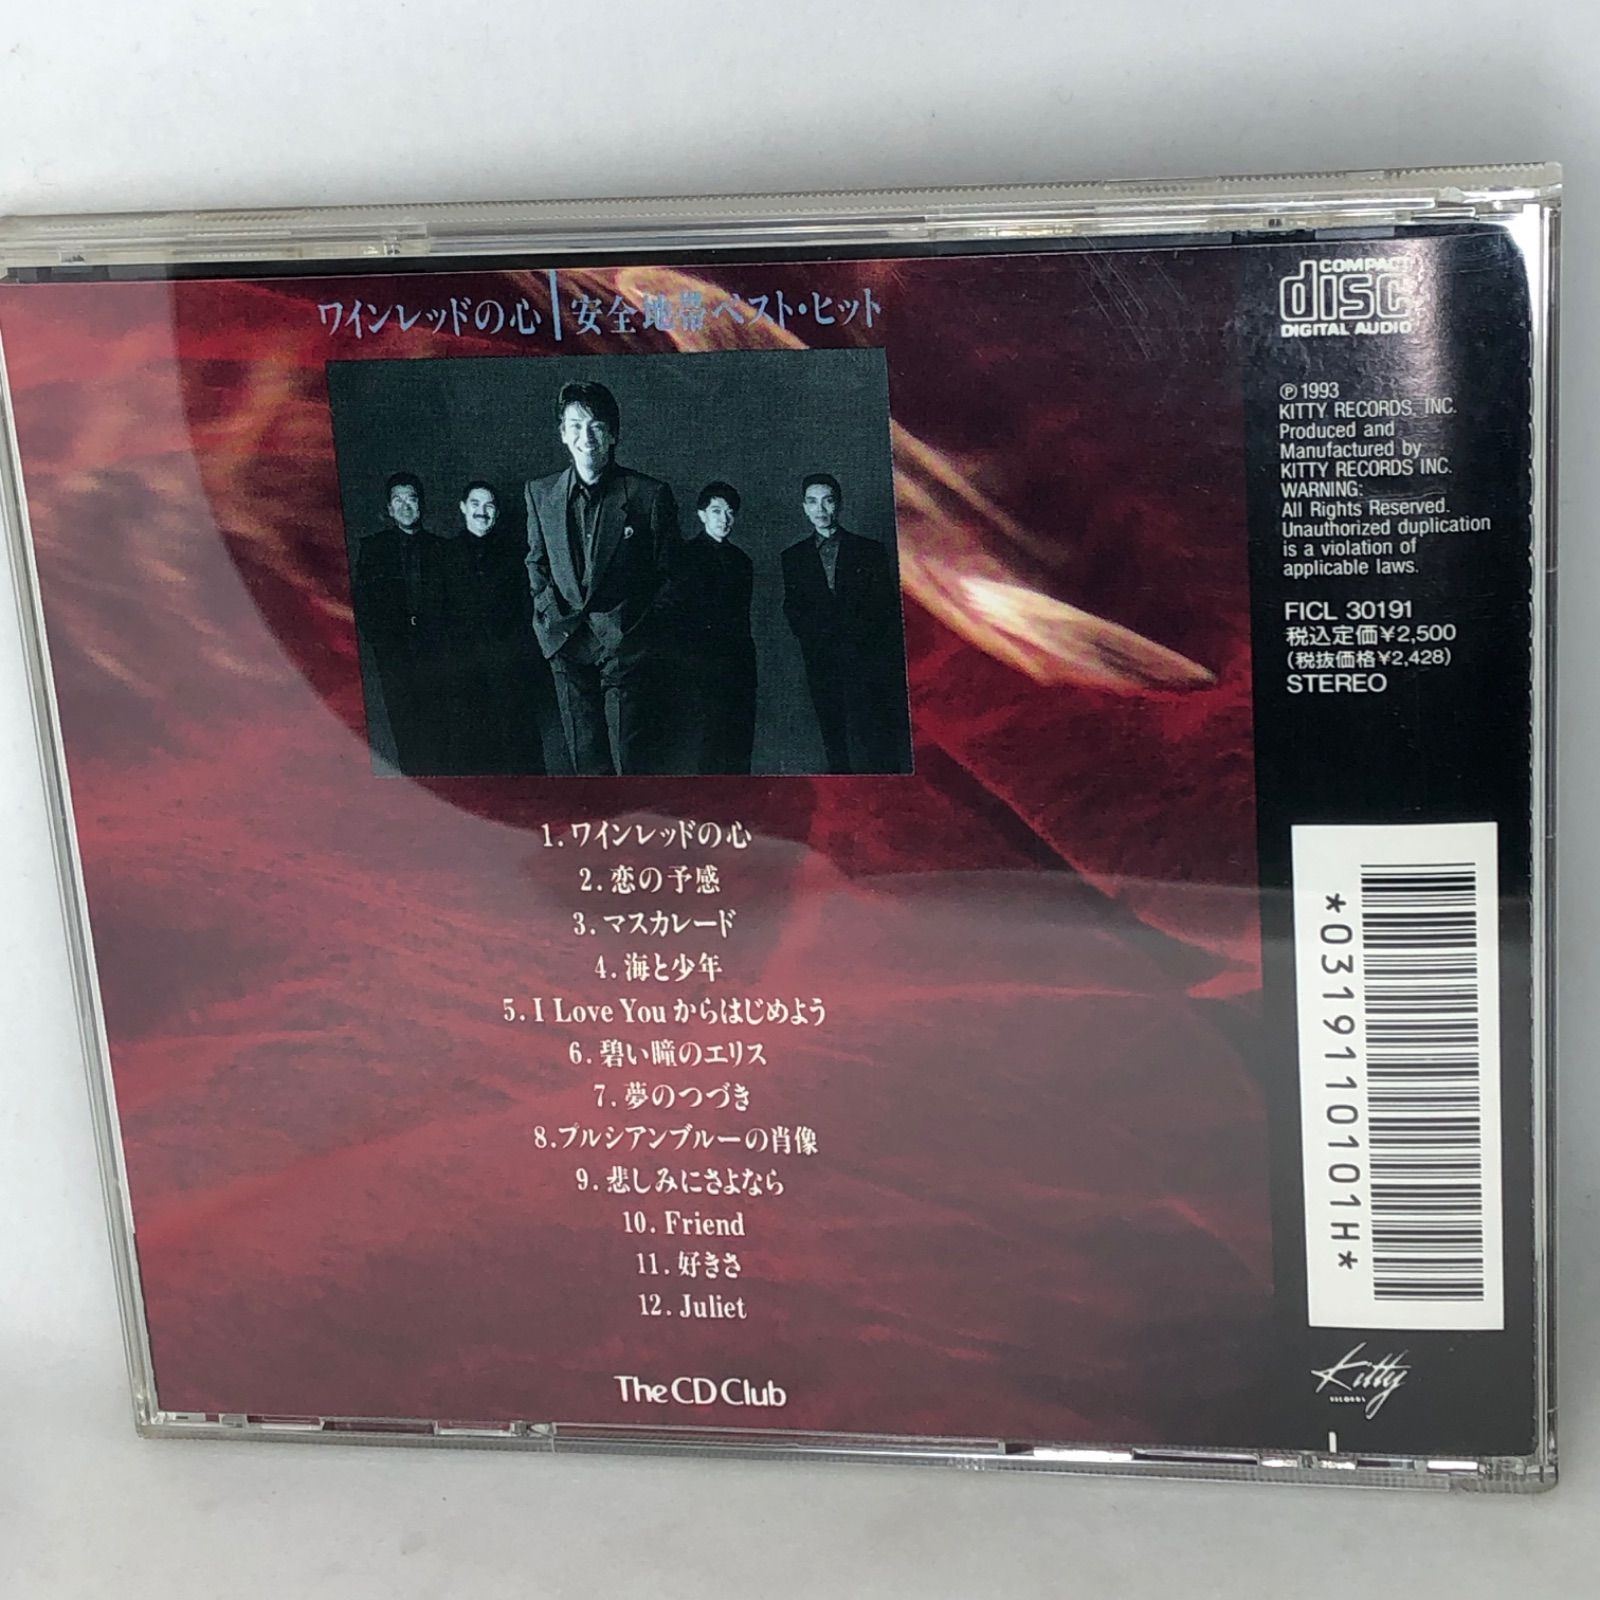 ワインレッドの心 | 安全地帯ベスト・ヒット
1. ワインレッドの心
2. 恋の予感
3. マスカレード
4. 海と少年
5. I Love Youからはじめよう
6. 碧い瞳のエリス
7. 夢のつづき
8. プルシアンブルーの肖像
9. 悲しみにさよなら
10. Friend
11. 好きさ
12. Juliet
The CD Club
COMPACT
disc
DIGITAL AUDIO
Ⓟ 1993
KITTY RECORDS, INC.
Produced and
Manufactured by
KITTY RECORDS INC.
WARNING:
All Rights Reserved.
Unauthorized duplication
is a violation of
applicable laws.
FICL 30191
税込定価¥2,500
(税抜価格¥2,428)
STEREO
*0319110101H*
Kitty
RECORDS